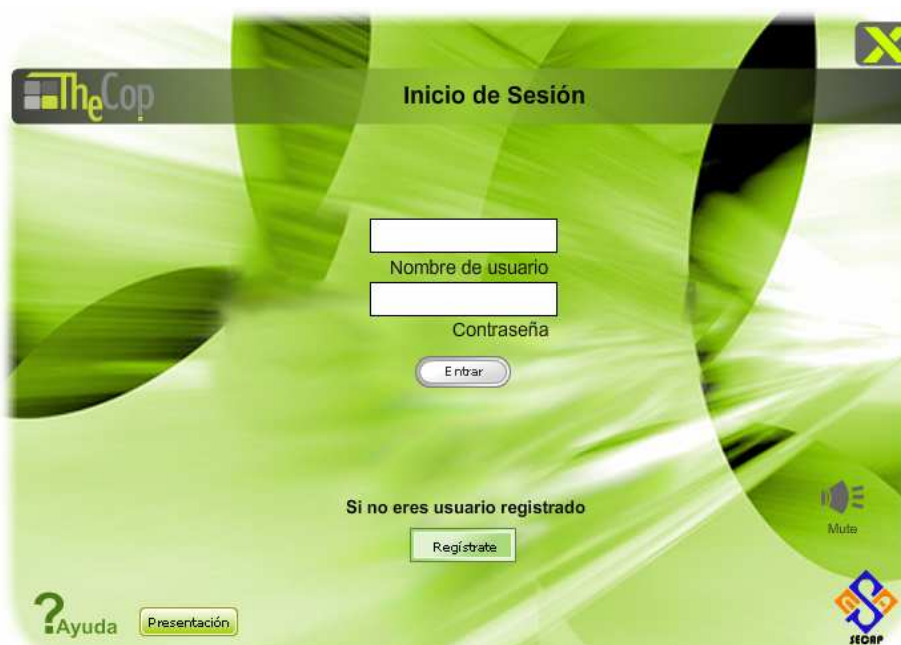 TheCop
Inicio de Sesión
Nombre de usuario
Contraseña
Entrar
Si no eres usuario registrado
Regístrate
Mute
?
Ayuda
Presentación
SECAP